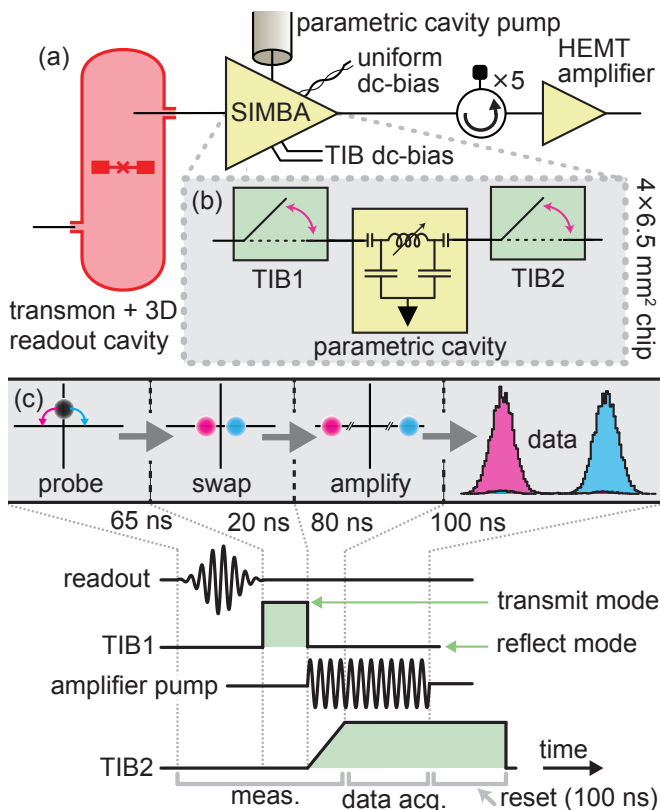 parametric cavity pump
(a)
uniform
dc-bias
HEMT
amplifier
×5
SIMBA
TIB dc-bias
(b)
TIB1
TIB2
parametric cavity
4×6.5 mm² chip
transmon + 3D
readout cavity
(c)
data
probe
swap
amplify
65 ns
20 ns
80 ns
100 ns
readout
transmit mode
TIB1
reflect mode
amplifier pump
TIB2
time
meas.
data acq.
reset (100 ns)